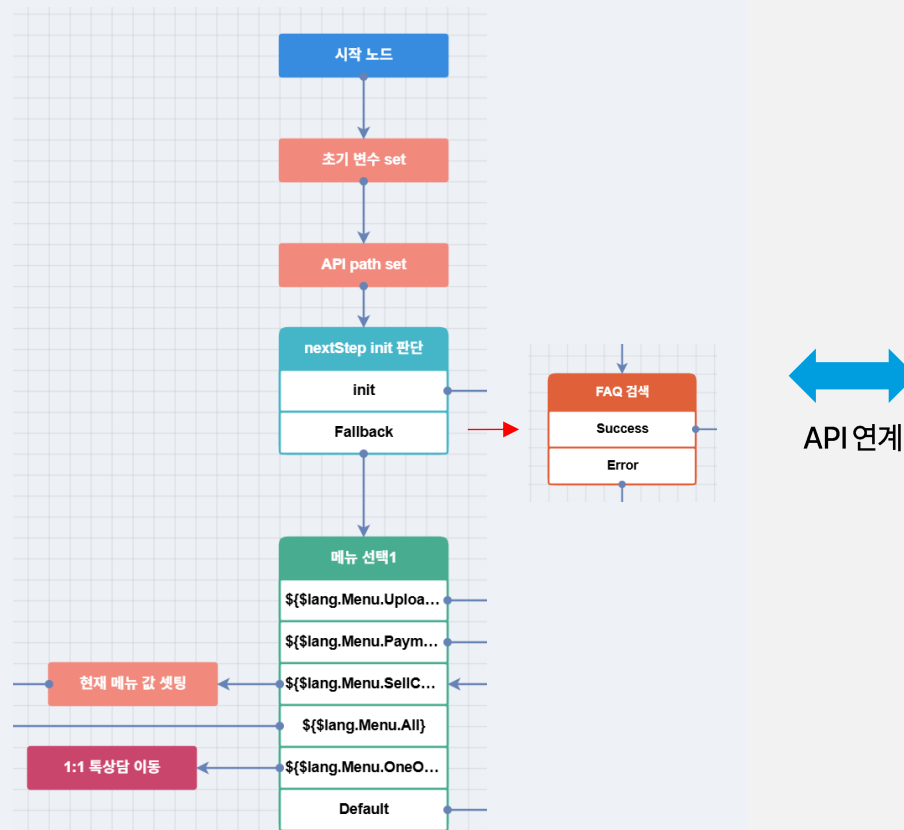 시작 노드
초기 변수 set
API path set
nextStep init 판단
init
Fallback
FAQ 검색
Success
Error
API 연계
메뉴 선택1
${$lang.Menu.Uploa...
${$lang.Menu.Paym...
현재 메뉴 값 셋팅
${$lang.Menu.SellC...
${$lang.Menu.All}
1:1 톡상담 이동
${$lang.Menu.OneO...
Default